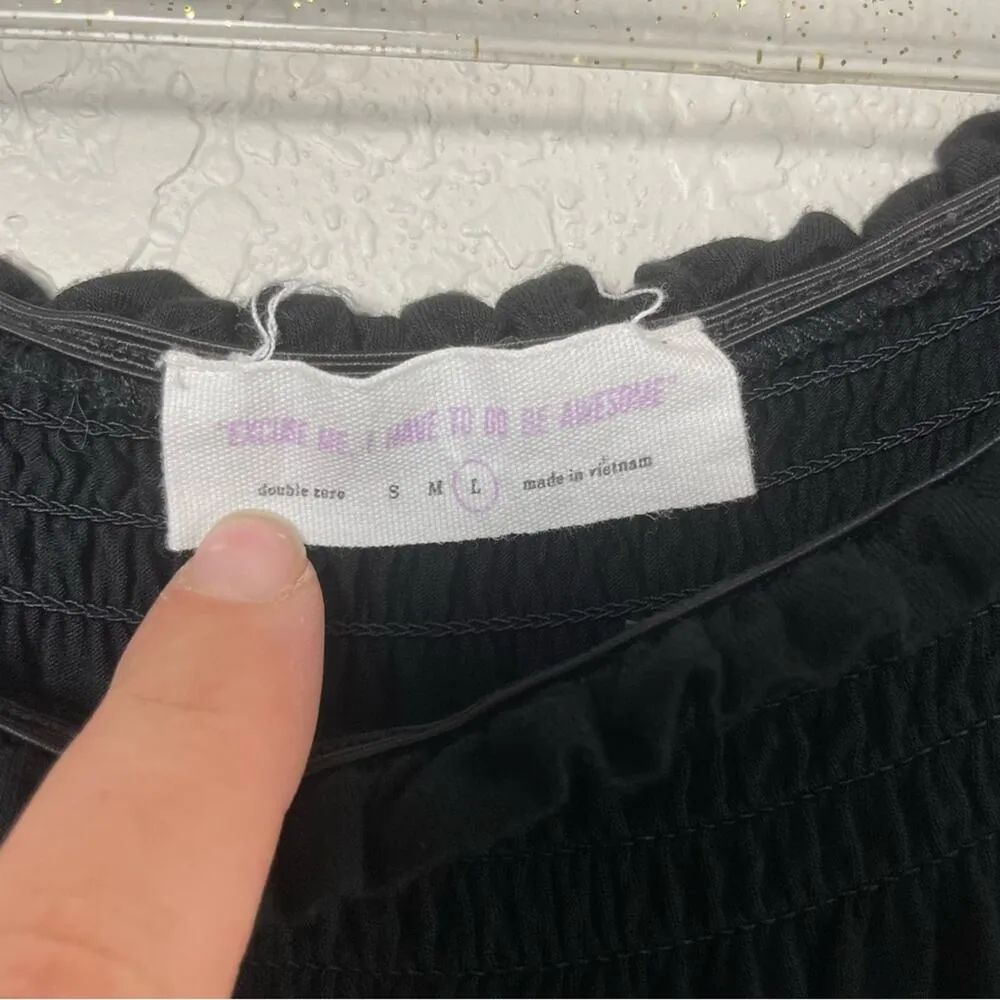 "EXCUSE ME I HAVE TO GO BE AWESOME"
double zero S M L made in vietnam